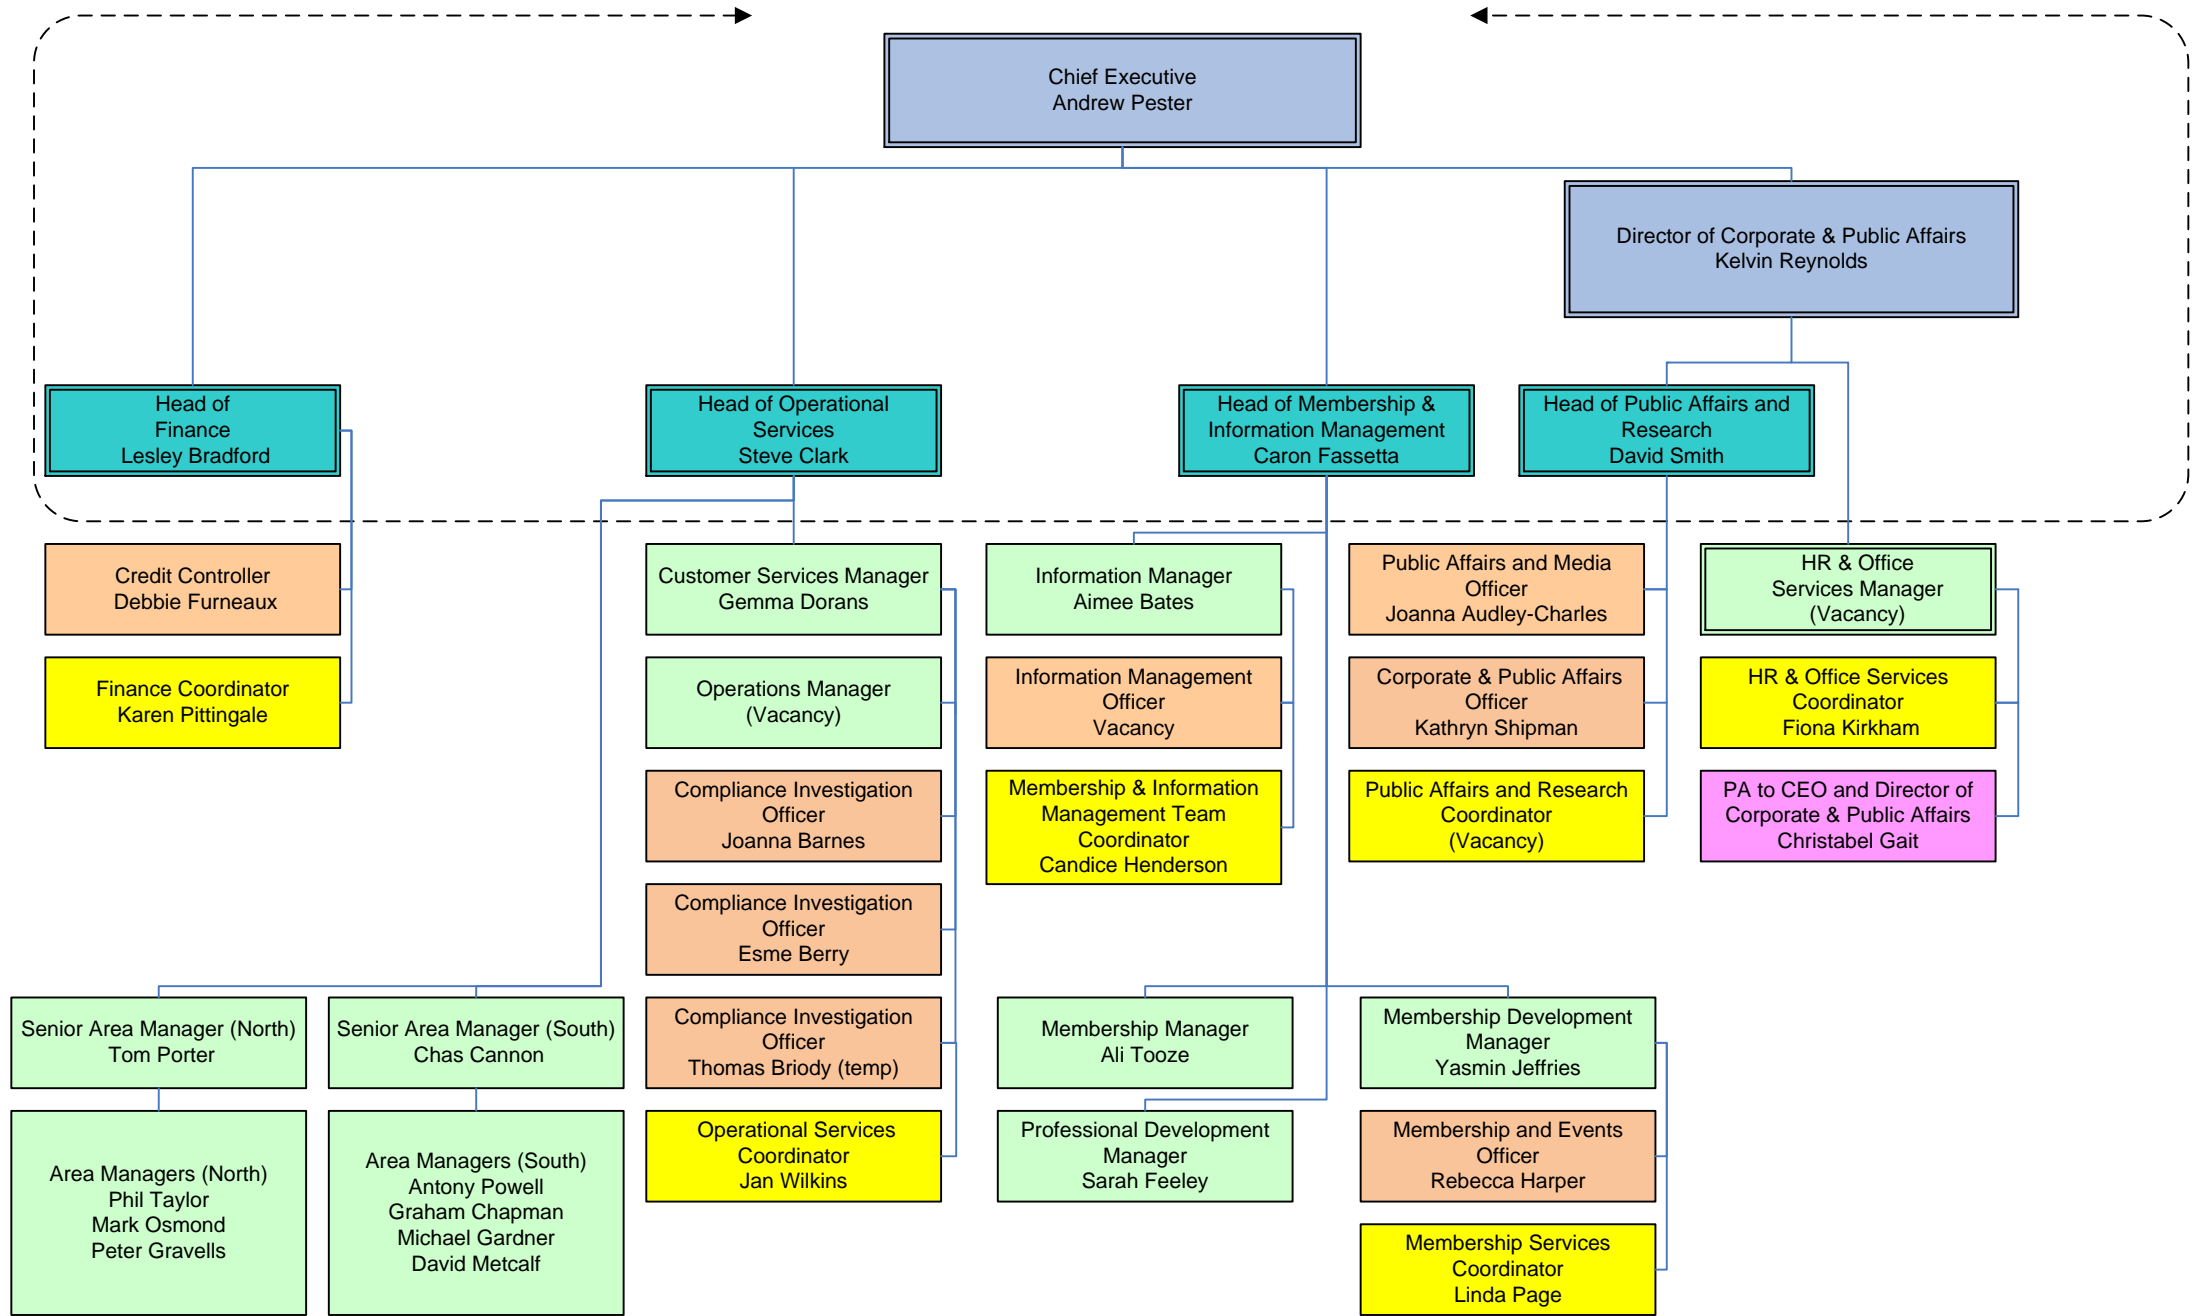 Chief Executive
Andrew Pester
Director of Corporate & Public Affairs
Kelvin Reynolds
Head of
Finance
Lesley Bradford
Head of Operational
Services
Steve Clark
Head of Membership &
Information Management
Caron Fassetta
Head of Public Affairs and
Research
David Smith
Credit Controller
Debbie Furneaux
Customer Services Manager
Gemma Dorans
Information Manager
Aimee Bates
Public Affairs and Media
Officer
Joanna Audley-Charles
HR & Office
Services Manager
(Vacancy)
Finance Coordinator
Karen Pittingale
Operations Manager
(Vacancy)
Information Management
Officer
Vacancy
Corporate & Public Affairs
Officer
Kathryn Shipman
HR & Office Services
Coordinator
Fiona Kirkham
Compliance Investigation
Officer
Joanna Barnes
Membership & Information
Management Team
Coordinator
Candice Henderson
Public Affairs and Research
Coordinator
(Vacancy)
PA to CEO and Director of
Corporate & Public Affairs
Christabel Gait
Compliance Investigation
Officer
Esme Berry
Senior Area Manager (North)
Tom Porter
Senior Area Manager (South)
Chas Cannon
Compliance Investigation
Officer
Thomas Briody (temp)
Membership Manager
Ali Tooze
Membership Development
Manager
Yasmin Jeffries
Area Managers (North)
Phil Taylor
Mark Osmond
Peter Gravells
Area Managers (South)
Antony Powell
Graham Chapman
Michael Gardner
David Metcalf
Operational Services
Coordinator
Jan Wilkins
Professional Development
Manager
Sarah Feeley
Membership and Events
Officer
Rebecca Harper
Membership Services
Coordinator
Linda Page